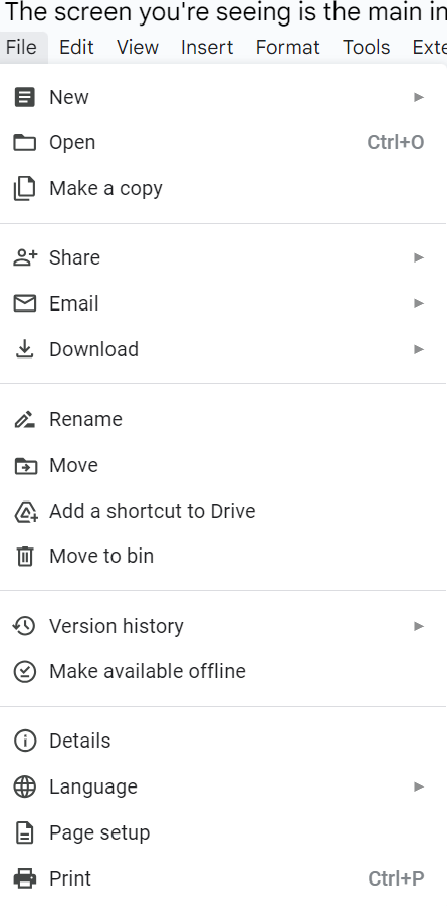 The screen you're seeing is the main in
File Edit View Insert Format Tools Exte
New
Open Ctrl+O
Make a copy
Share
Email
Download
Rename
Move
Add a shortcut to Drive
Move to bin
Version history
Make available offline
Details
Language
Page setup
Print Ctrl+P